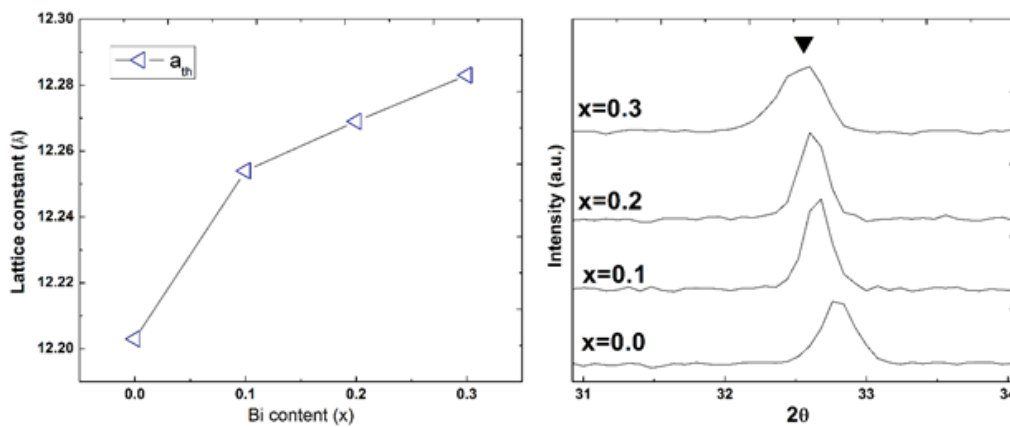 12.30
12.28
12.26
12.24
12.22
12.20
Lattice constant (Å)
a_th
0.0 0.1 0.2 0.3
Bi content (x)
Intensity (a.u.)
x=0.3
x=0.2
x=0.1
x=0.0
31 32 33 34
2θ